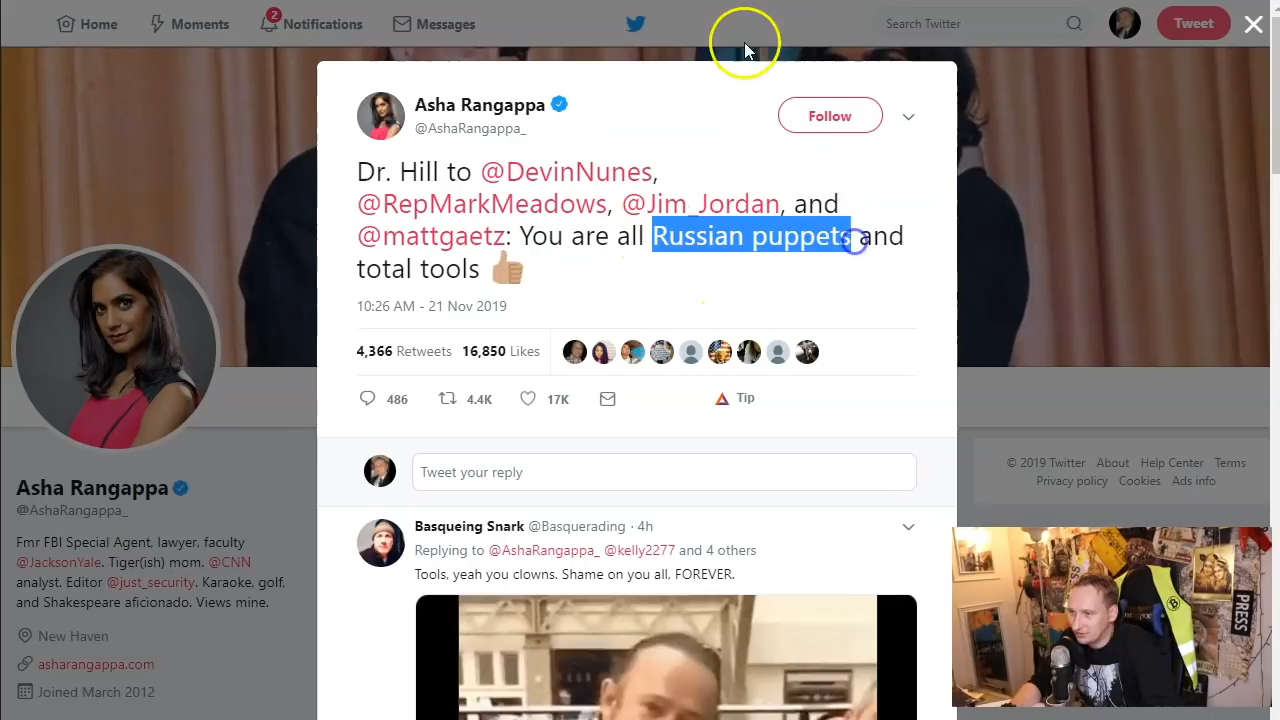 Home
Moments
2
Notifications
Messages
Search Twitter
Tweet
Asha Rangappa
@AshaRangappa_
Follow
Dr. Hill to @DevinNunes,
@RepMarkMeadows, @Jim_Jordan, and
@mattgaetz: You are all Russian puppets and
total tools
10:26 AM - 21 Nov 2019
4,366 Retweets 16,850 Likes
486
4.4K
17K
Tip
Tweet your reply
Basqueing Snark @Basquerading · 4h
Replying to @AshaRangappa_ @kelly2277 and 4 others
Tools, yeah you clowns. Shame on you all, FOREVER.
Asha Rangappa
@AshaRangappa_
Fmr FBI Special Agent, lawyer, faculty
@JacksonYale. Tiger(ish) mom. @CNN
analyst. Editor @just_security. Karaoke, golf,
and Shakespeare aficionado. Views mine.
New Haven
asharangappa.com
Joined March 2012
© 2019 Twitter About Help Center Terms
Privacy policy Cookies Ads info
PRESS